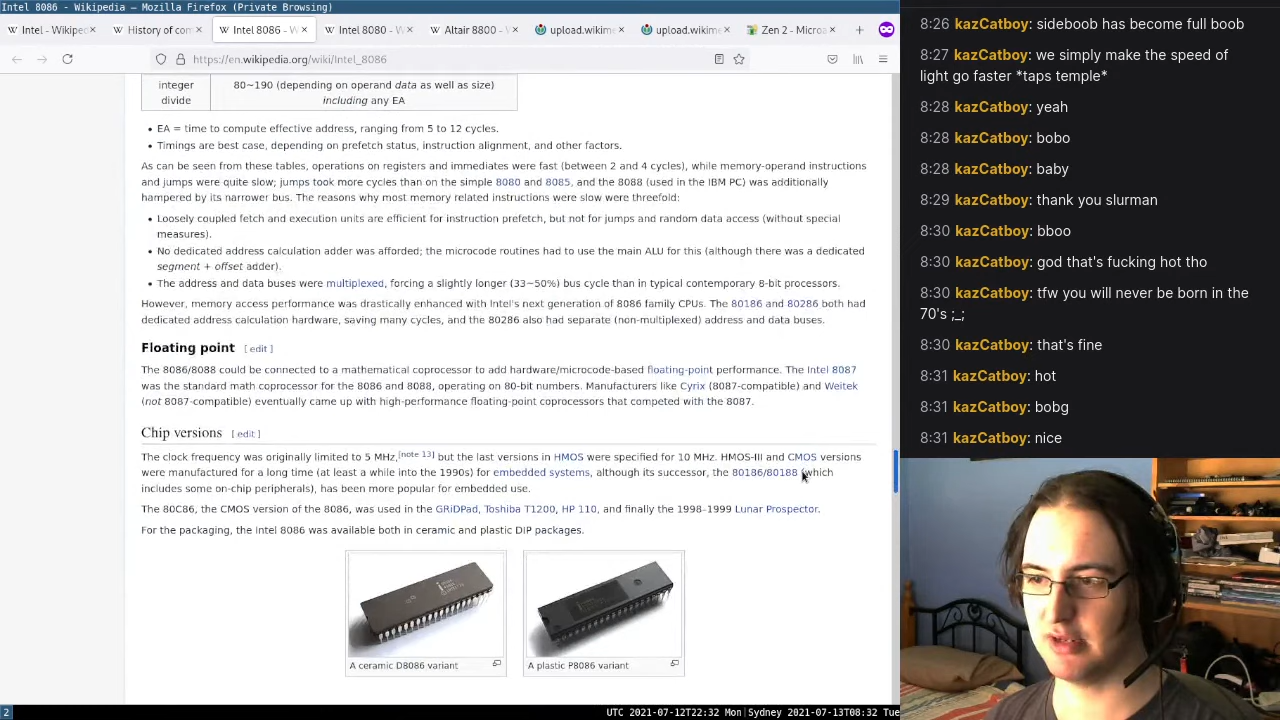 Intel 8086 - Wikipedia — Mozilla Firefox (Private Browsing)
Intel - Wikipe
History of co
Intel 8086 - W
Intel 8080 - W
Altair 8800 - W
upload.wikime
upload.wikime
Zen 2 - Microa
https://en.wikipedia.org/wiki/Intel_8086
integer divide
80~190 (depending on operand data as well as size) including any EA
• EA = time to compute effective address, ranging from 5 to 12 cycles.
• Timings are best case, depending on prefetch status, instruction alignment, and other factors.
As can be seen from these tables, operations on registers and immediates were fast (between 2 and 4 cycles), while memory-operand instructions
and jumps were quite slow; jumps took more cycles than on the simple 8080 and 8085, and the 8088 (used in the IBM PC) was additionally
hampered by its narrower bus. The reasons why most memory related instructions were slow were threefold:
• Loosely coupled fetch and execution units are efficient for instruction prefetch, but not for jumps and random data access (without special
measures).
• No dedicated address calculation adder was afforded; the microcode routines had to use the main ALU for this (although there was a dedicated
segment + offset adder).
• The address and data buses were multiplexed, forcing a slightly longer (33~50%) bus cycle than in typical contemporary 8-bit processors.
However, memory access performance was drastically enhanced with Intel's next generation of 8086 family CPUs. The 80186 and 80286 both had
dedicated address calculation hardware, saving many cycles, and the 80286 also had separate (non-multiplexed) address and data buses.
Floating point [ edit ]
The 8086/8088 could be connected to a mathematical coprocessor to add hardware/microcode-based floating-point performance. The Intel 8087
was the standard math coprocessor for the 8086 and 8088, operating on 80-bit numbers. Manufacturers like Cyrix (8087-compatible) and Weitek
(not 8087-compatible) eventually came up with high-performance floating-point coprocessors that competed with the 8087.
Chip versions [ edit ]
The clock frequency was originally limited to 5 MHz,[note 13] but the last versions in HMOS were specified for 10 MHz. HMOS-III and CMOS versions
were manufactured for a long time (at least a while into the 1990s) for embedded systems, although its successor, the 80186/80188 (which
includes some on-chip peripherals), has been more popular for embedded use.
The 80C86, the CMOS version of the 8086, was used in the GRiDPad, Toshiba T1200, HP 110, and finally the 1998–1999 Lunar Prospector.
For the packaging, the Intel 8086 was available both in ceramic and plastic DIP packages.
A ceramic D8086 variant
A plastic P8086 variant
8:26 kazCatboy: sideboob has become full boob
8:27 kazCatboy: we simply make the speed of
light go faster *taps temple*
8:28 kazCatboy: yeah
8:28 kazCatboy: bobo
8:28 kazCatboy: baby
8:29 kazCatboy: thank you slurman
8:30 kazCatboy: bboo
8:30 kazCatboy: god that's fucking hot tho
8:30 kazCatboy: tfw you will never be born in the
70's ;_;
8:30 kazCatboy: that's fine
8:31 kazCatboy: hot
8:31 kazCatboy: bobg
8:31 kazCatboy: nice
2
UTC 2021-07-12T22:32 Mon|Sydney 2021-07-13T08:32 Tue